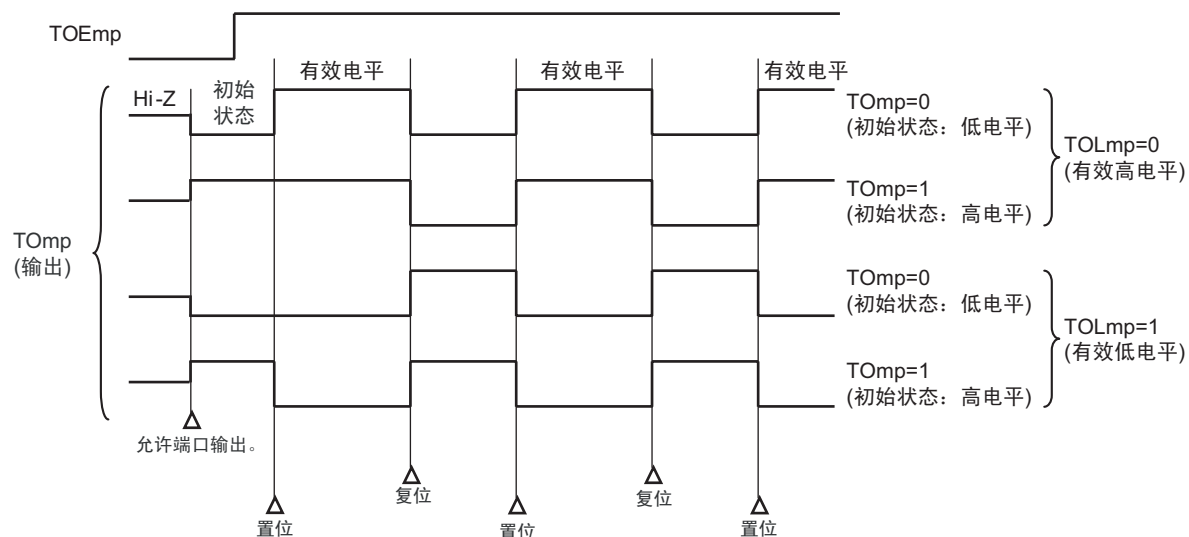 TOEmp
有效电平
有效电平
有效电平
Hi-Z
初始
状态
TOmp=0
(初始状态：低电平)
TOLmp=0
(有效高电平)
TOmp=1
(初始状态：高电平)
TOmp
(输出)
TOmp=0
(初始状态：低电平)
TOLmp=1
(有效低电平)
TOmp=1
(初始状态：高电平)
允许端口输出。
复位
复位
置位
置位
置位